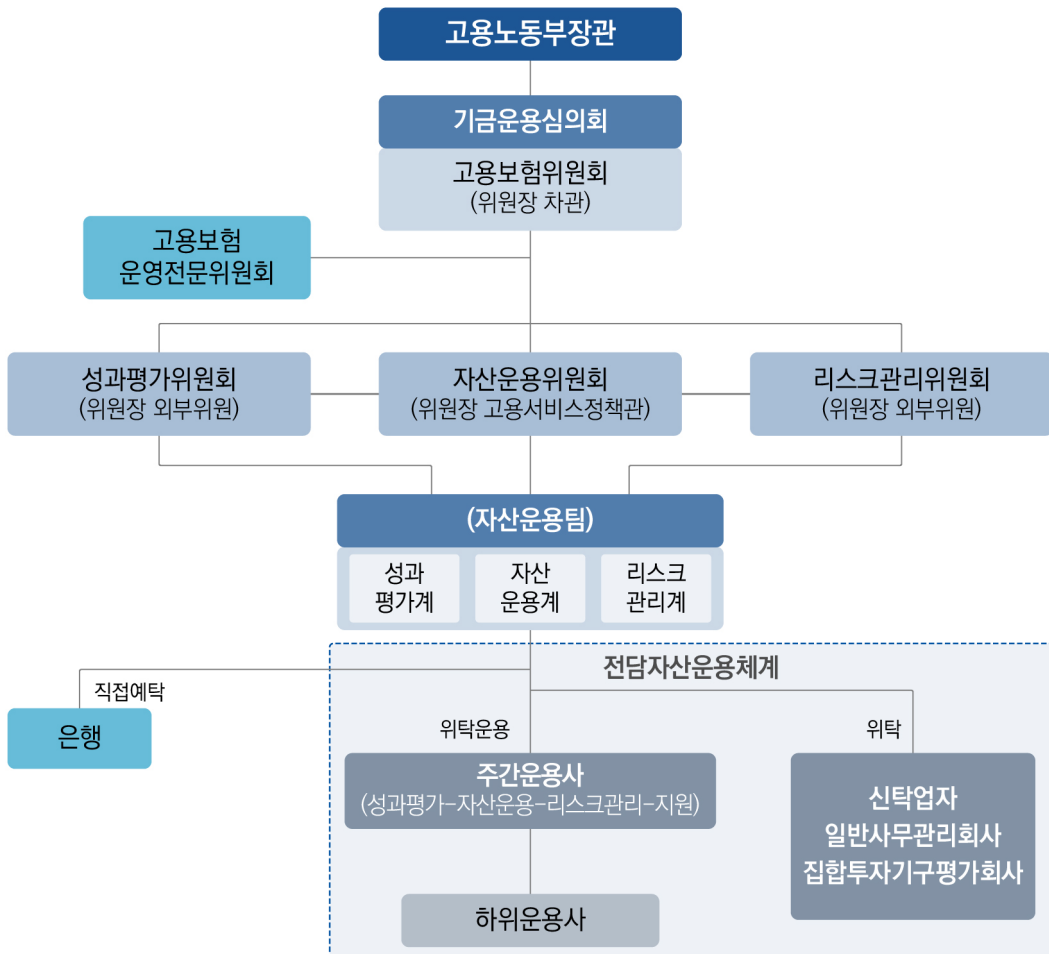 고용노동부장관
기금운용심의회
고용보험위원회
(위원장 차관)
고용보험
운영전문위원회
성과평가위원회
(위원장 외부위원)
자산운용위원회
(위원장 고용서비스정책관)
리스크관리위원회
(위원장 외부위원)
(자산운용팀)
성과
평가계
자산
운용계
리스크
관리계
전담자산운용체계
직접예탁
은행
위탁운용
주간운용사
(성과평가-자산운용-리스크관리-지원)
하위운용사
위탁
신탁업자
일반사무관리회사
집합투자기구평가회사